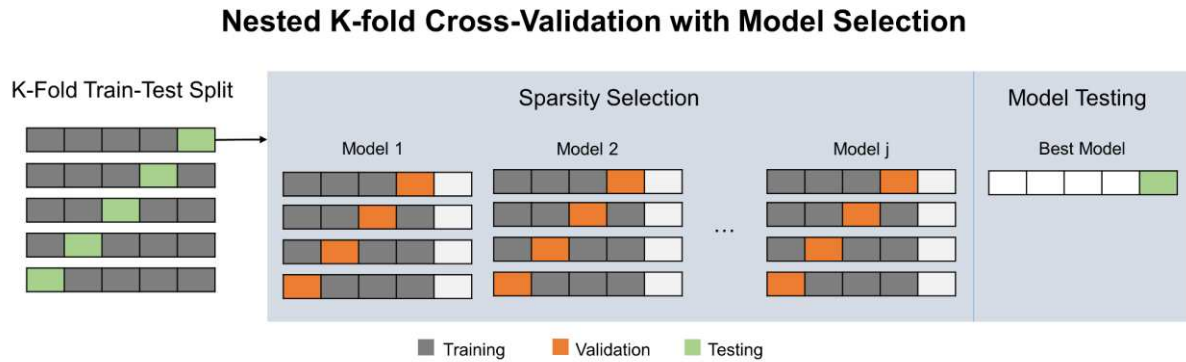 Nested K-fold Cross-Validation with Model Selection
K-Fold Train-Test Split
Sparsity Selection
Model Testing
Model 1
Model 2
Model j
Best Model
...
Training
Validation
Testing